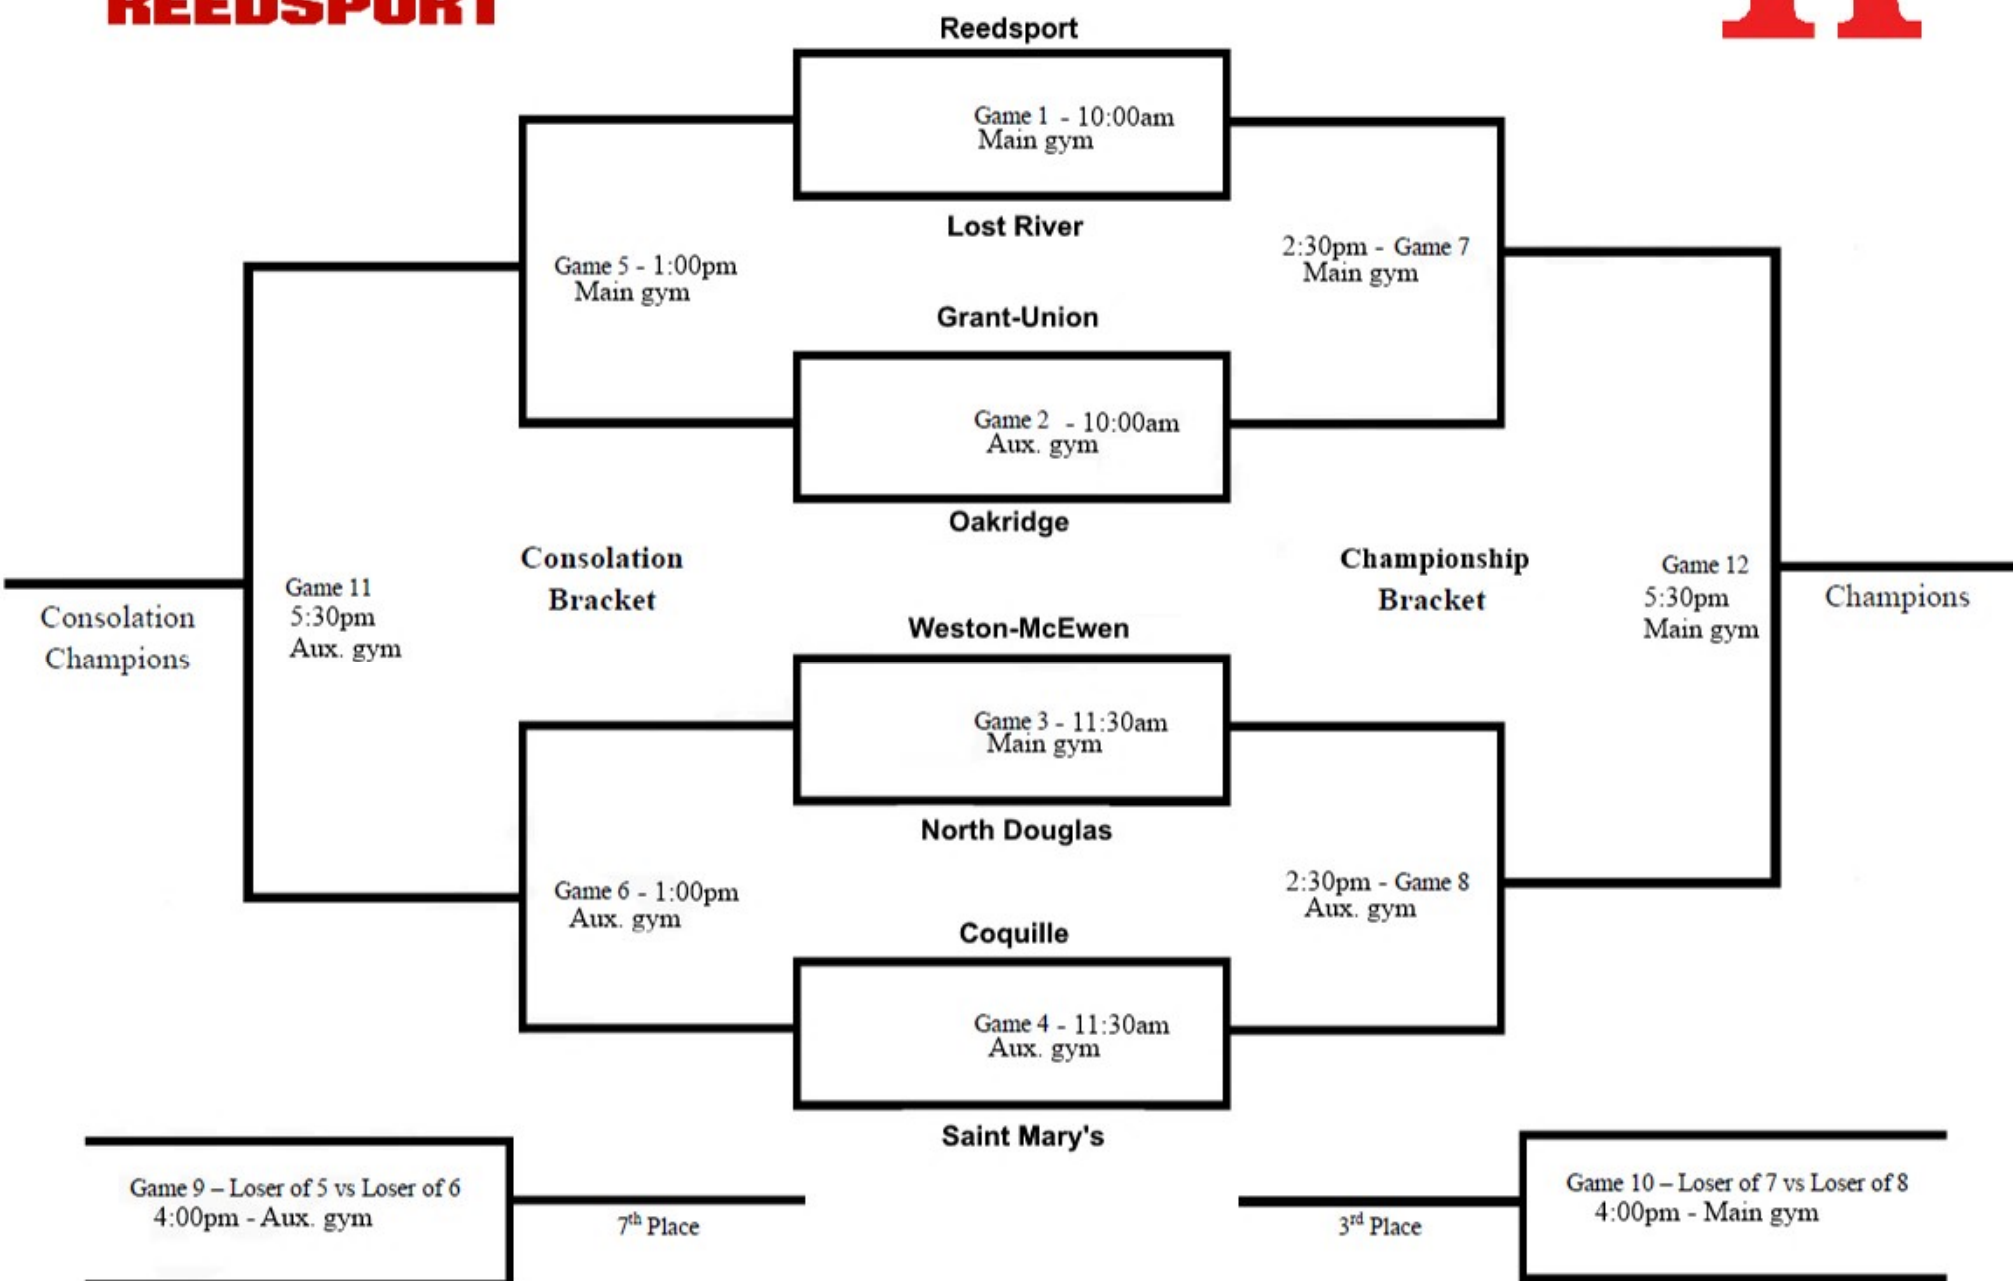 REEDSPORT
Reedsport
Game 1 - 10:00am
Main gym
Lost River
Game 5 - 1:00pm
Main gym
2:30pm - Game 7
Main gym
Grant-Union
Game 2 - 10:00am
Aux. gym
Oakridge
Consolation
Bracket
Championship
Bracket
Game 11
5:30pm
Aux. gym
Consolation
Champions
Game 12
5:30pm
Main gym
Champions
Weston-McEwen
Game 3 - 11:30am
Main gym
North Douglas
Game 6 - 1:00pm
Aux. gym
2:30pm - Game 8
Aux. gym
Coquille
Game 4 - 11:30am
Aux. gym
Saint Mary's
Game 9 – Loser of 5 vs Loser of 6
4:00pm - Aux. gym
7th Place
3rd Place
Game 10 – Loser of 7 vs Loser of 8
4:00pm - Main gym